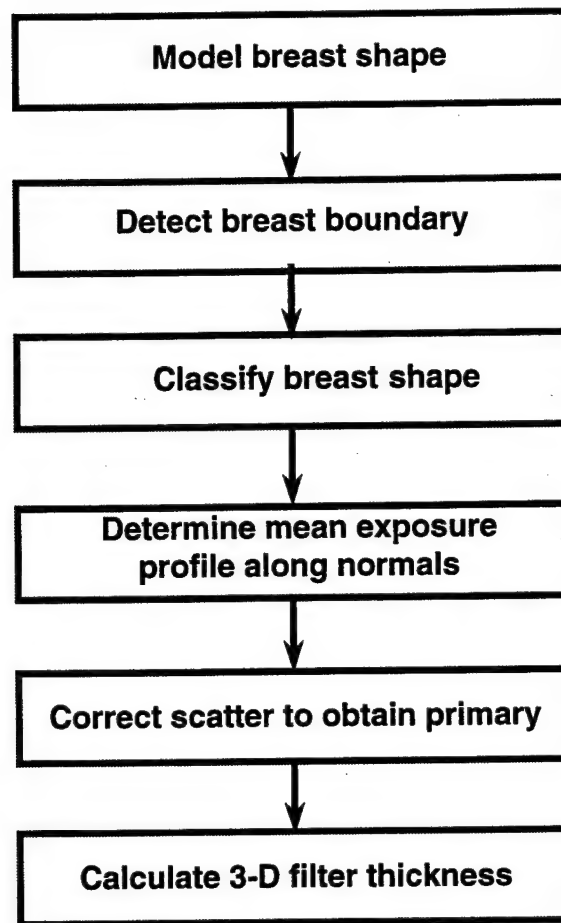 Model breast shape
Detect breast boundary
Classify breast shape
Determine mean exposure
profile along normals
Correct scatter to obtain primary
Calculate 3-D filter thickness